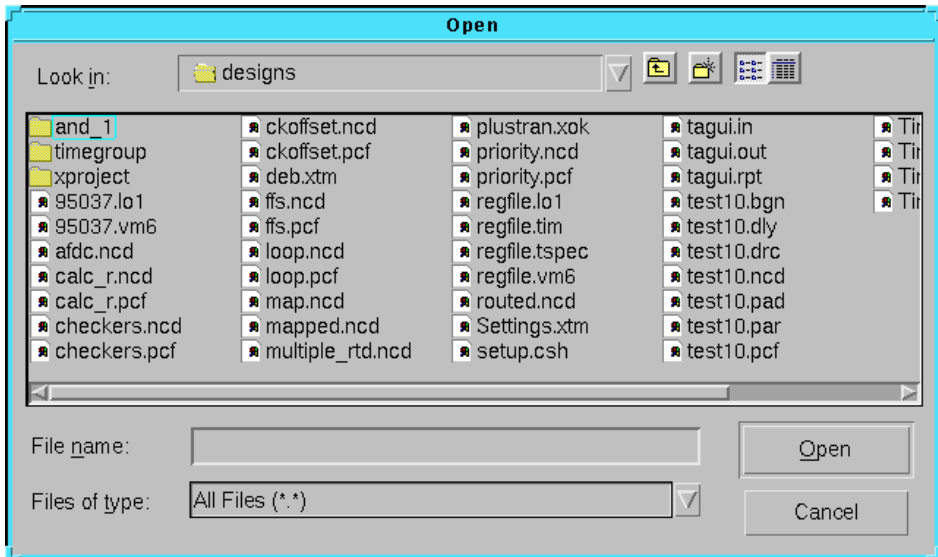 Open
Look in: designs
and_1 ckoffset.ncd plustran.xok tagui.in Tir
timegroup ckoffset.pcf priority.ncd tagui.out Tir
xproject deb.xtm priority.pcf tagui.rpt Tir
95037.lo1 ffs.ncd regfile.lo1 test10.bgn Tir
95037.vm6 ffs.pcf regfile.tim test10.dly
afdc.ncd loop.ncd regfile.tspec test10.drc
calc_r.ncd loop.pcf regfile.vm6 test10.ncd
calc_r.pcf map.ncd routed.ncd test10.pad
checkers.ncd mapped.ncd Settings.xtm test10.par
checkers.pcf multiple_rtd.ncd setup.csh test10.pcf
File name: Open
Files of type: All Files (*.*) Cancel